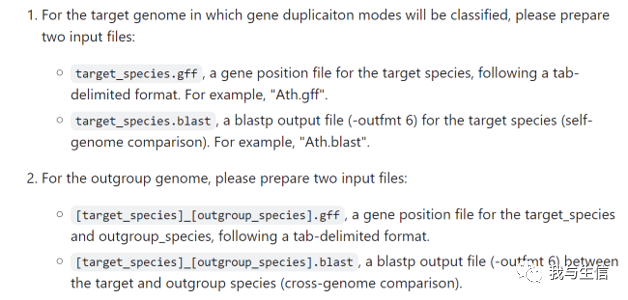 1. For the target genome in which gene duplicaiton modes will be classified, please prepare
two input files:
○ target_species.gff, a gene position file for the target species, following a tab-
delimited format. For example, "Ath.gff".
○ target_species.blast, a blastp output file (-outfmt 6) for the target species (self-
genome comparison). For example, "Ath.blast".
2. For the outgroup genome, please prepare two input files:
○ [target_species]_[outgroup_species].gff, a gene position file for the target_species
and outgroup_species, following a tab-delimited format.
○ [target_species]_[outgroup_species].blast, a blastp output file (-outfmt 6) between
the target and outgroup species (cross-genome comparison).
我与生信